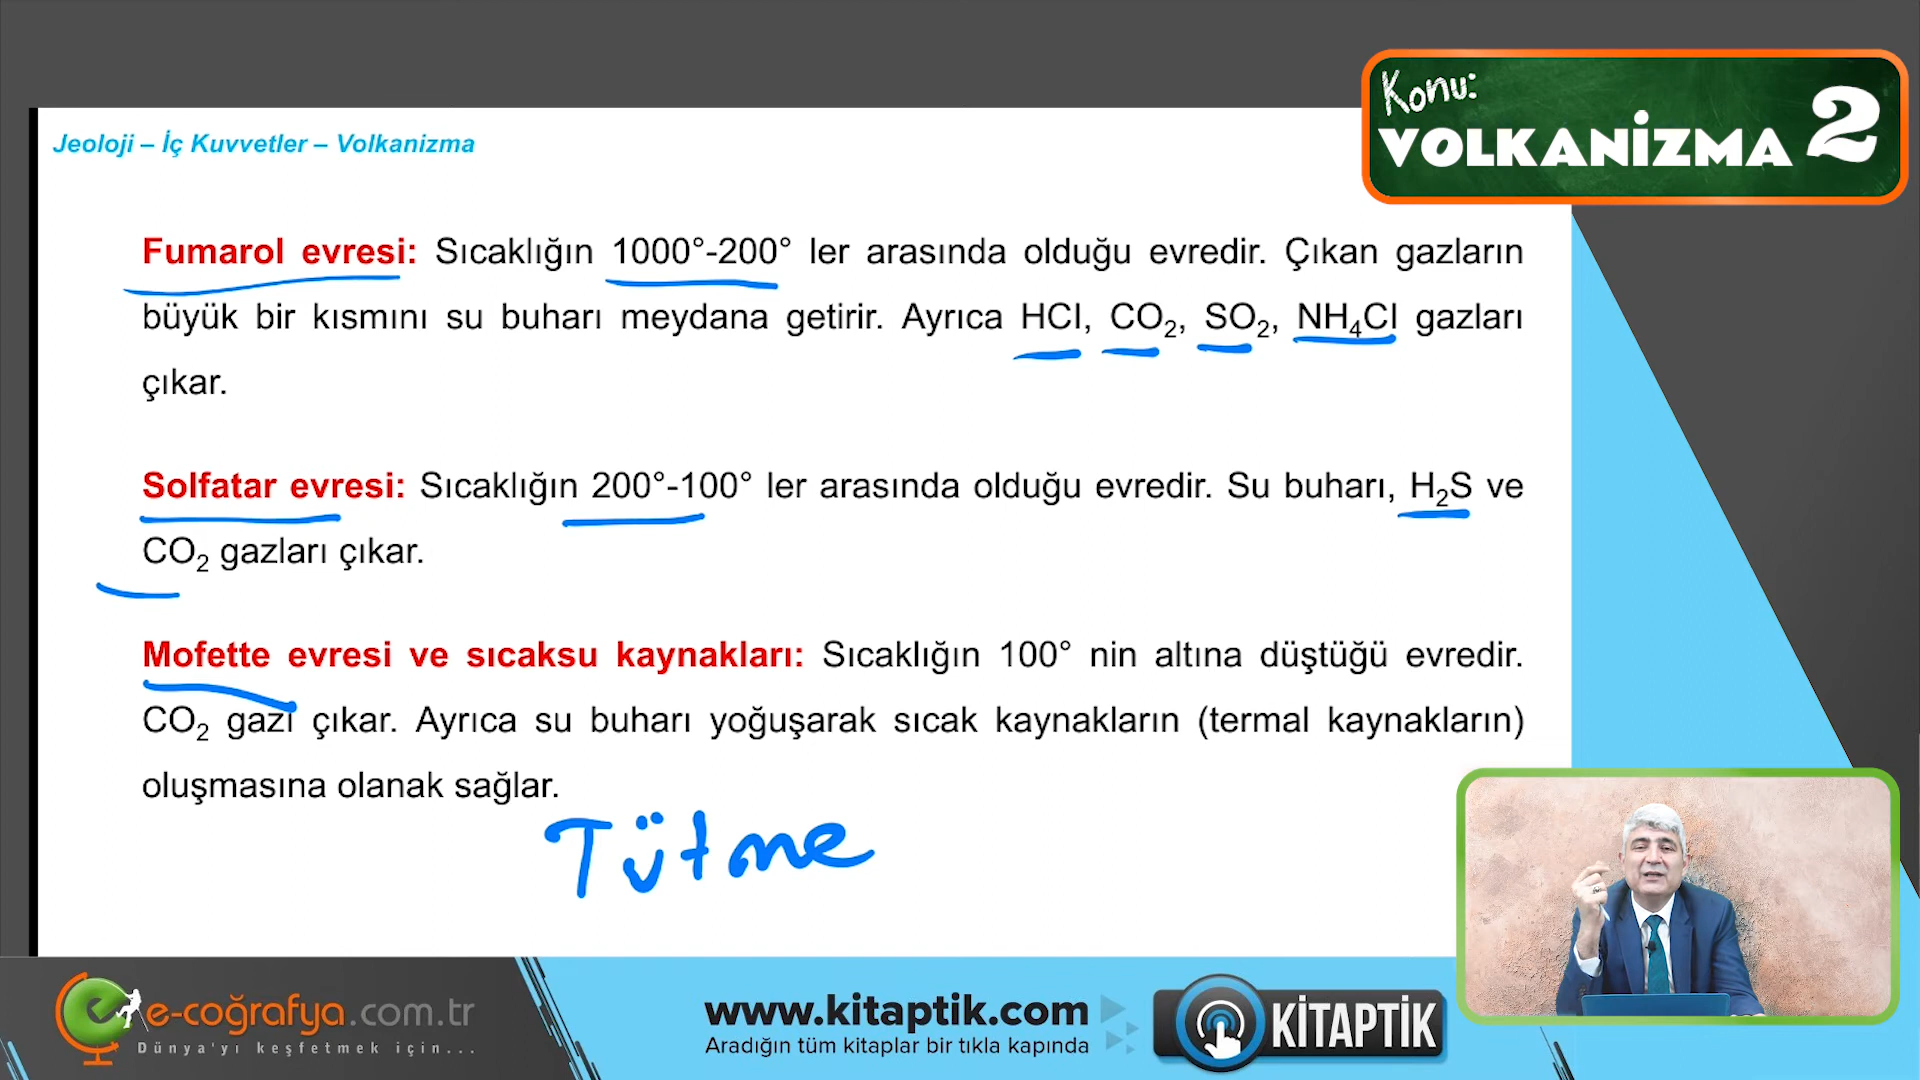 Konu:
VOLKANİZMA 2
Jeoloji – İç Kuvvetler – Volkanizma
Fumarol evresi: Sıcaklığın 1000°-200° ler arasında olduğu evredir. Çıkan gazların
büyük bir kısmını su buharı meydana getirir. Ayrıca HCl, CO₂, SO₂, NH₄Cl gazları
çıkar.
Solfatar evresi: Sıcaklığın 200°-100° ler arasında olduğu evredir. Su buharı, H₂S ve
CO₂ gazları çıkar.
Mofette evresi ve sıcaksu kaynakları: Sıcaklığın 100° nin altına düştüğü evredir.
CO₂ gazı çıkar. Ayrıca su buharı yoğuşarak sıcak kaynakların (termal kaynakların)
oluşmasına olanak sağlar.
Tütme
e-coğrafya.com.tr
Dünya'yı keşfetmek için...
www.kitaptik.com
Aradığın tüm kitaplar bir tıkla kapında
KİTAPTIK